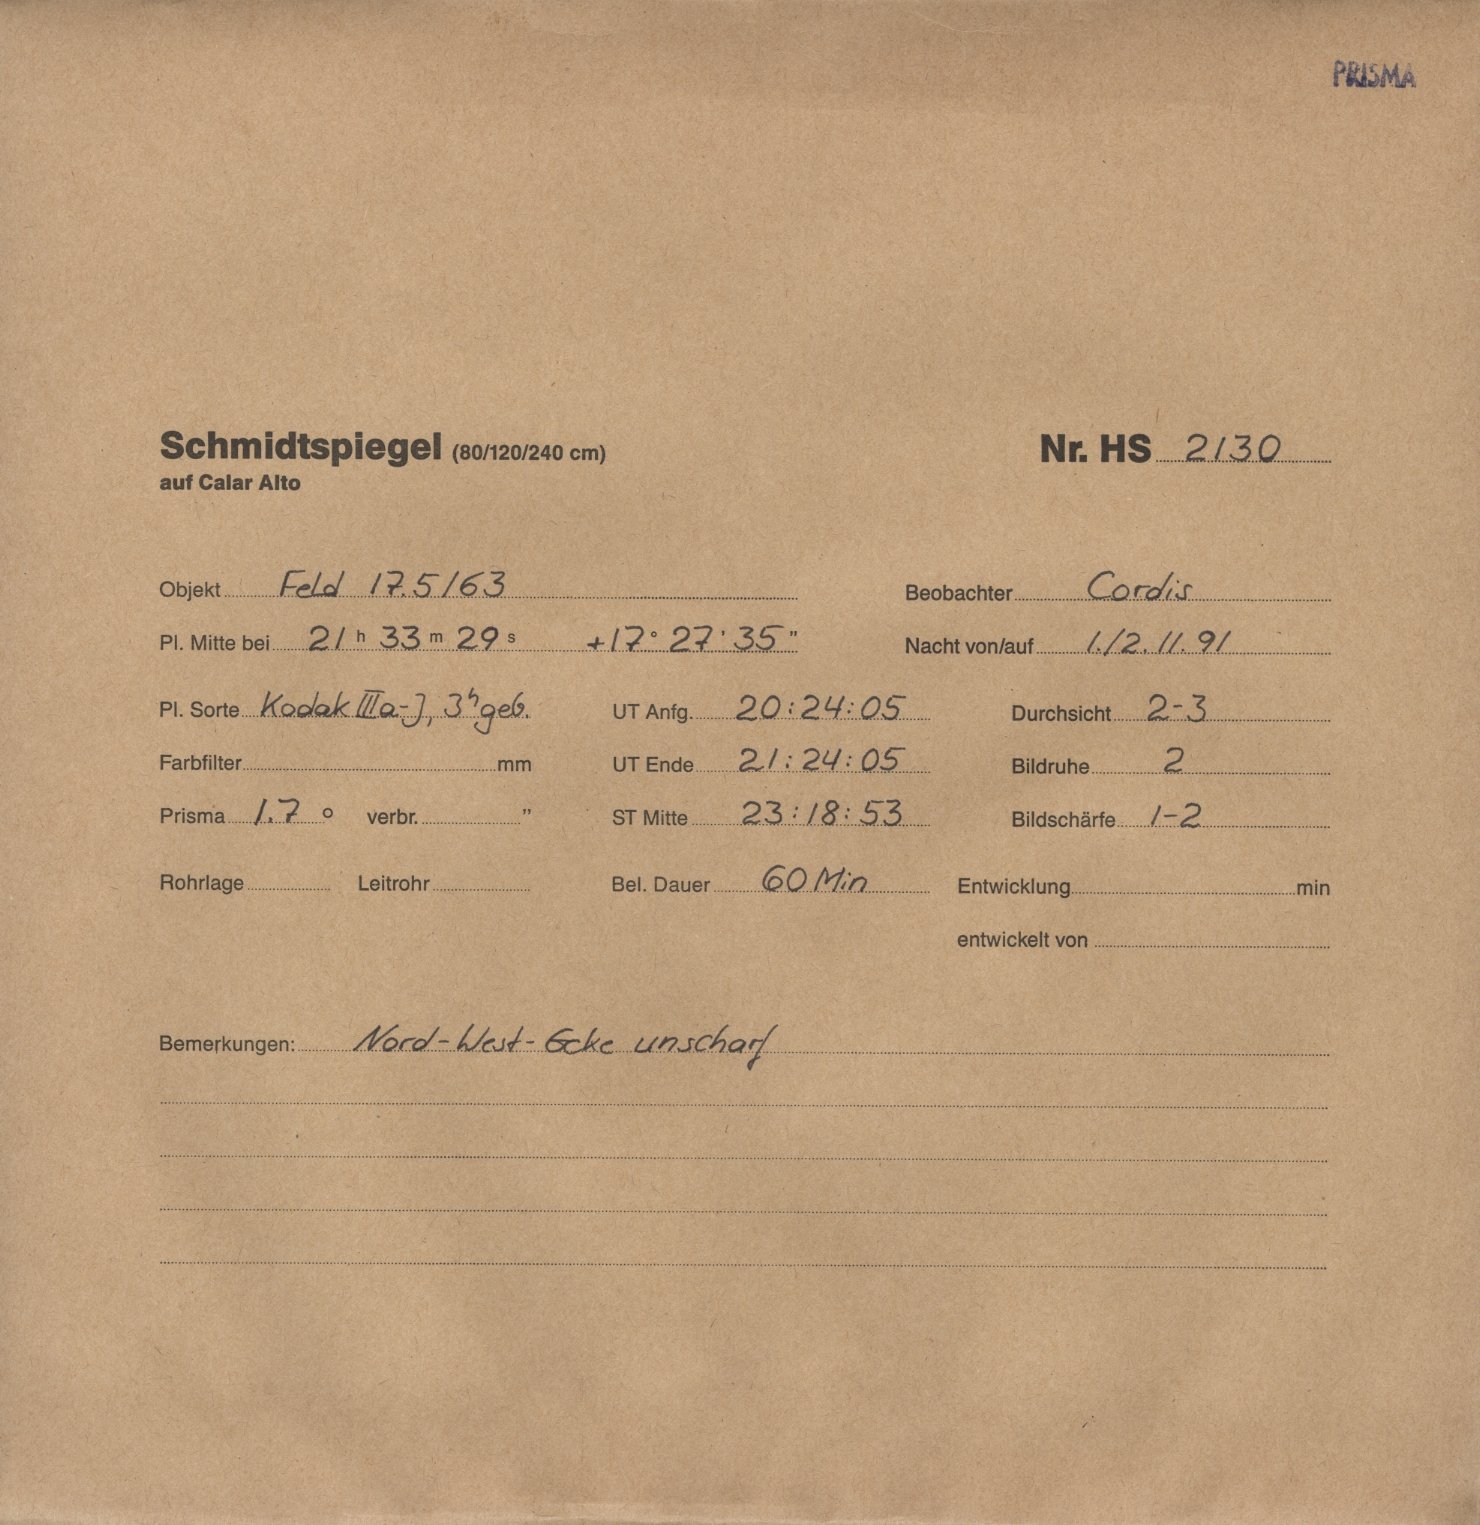 PRISMA
Schmidtspiegel (80/120/240 cm) Nr. HS 2130
auf Calar Alto
Objekt Feld 17.5/63 Beobachter Cordis
Pl. Mitte bei 21 h 33 m 29 s +17° 27' 35" Nacht von/auf 1./2.11.91
Pl. Sorte Kodak IIIa-J, 3h geb. UT Anfg. 20:24:05 Durchsicht 2-3
Farbfilter mm UT Ende 21:24:05 Bildruhe 2
Prisma 1.7 ° verbr. " ST Mitte 23:18:53 Bildschärfe 1-2
Rohrlage Leitrohr Bel. Dauer 60 Min Entwicklung min
entwickelt von
Bemerkungen: Nord-West-Ecke unscharf